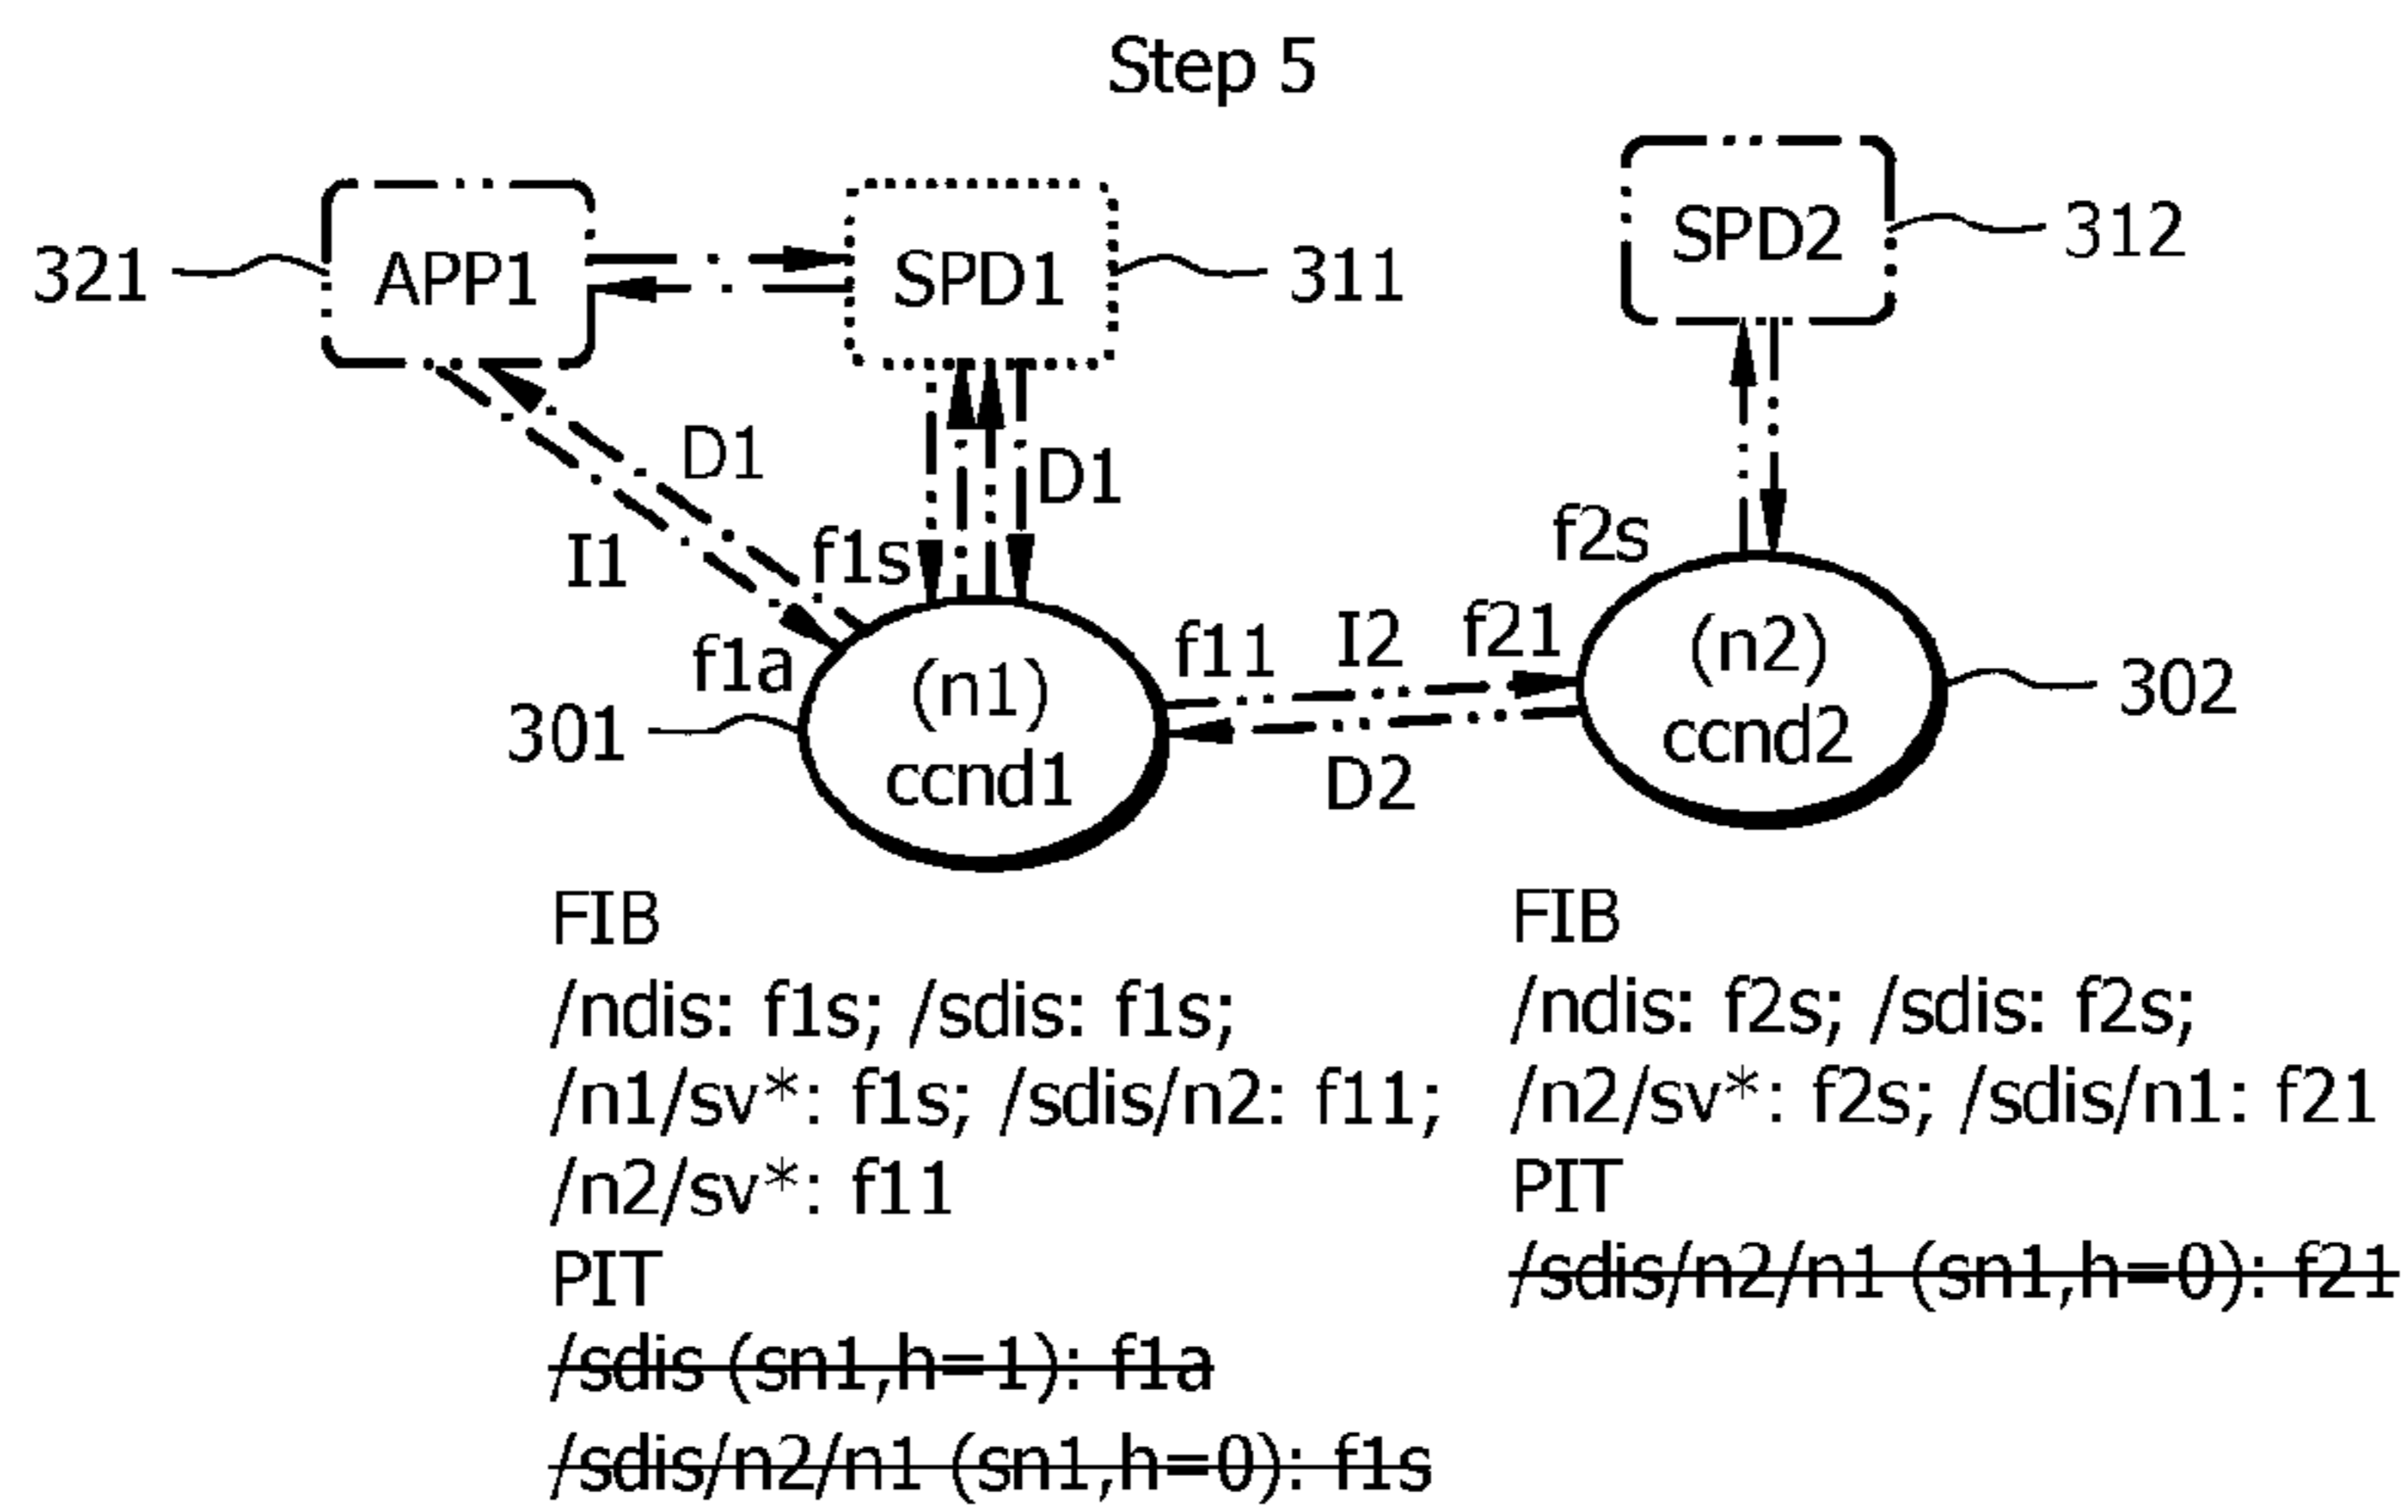 Step 5
APP1
SPD1
SPD2
321
311
312
D1
D1
I1
f1s
f1a
f2s
f11
I2
f21
D2
(n1)
ccnd1
(n2)
ccnd2
301
302
FIB
/ndis: f1s; /sdis: f1s;
/n1/sv*: f1s; /sdis/n2: f11;
/n2/sv*: f11
PIT
/sdis (sn1,h=1): f1a
/sdis/n2/n1 (sn1,h=0): f1s
FIB
/ndis: f2s; /sdis: f2s;
/n2/sv*: f2s; /sdis/n1: f21
PIT
/sdis/n2/n1 (sn1,h=0): f21